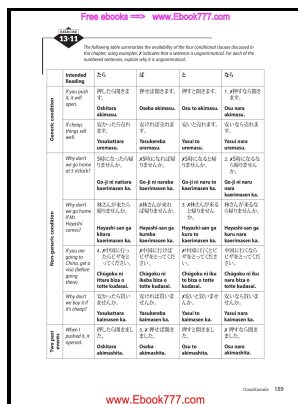 Free ebooks ==> www.Ebook777.com
EXERCISE
13-11
The following table summarizes the availability of the four conditional clauses discussed in
this chapter, using examples. ✗ indicates that a sentence is ungrammatical. For each of the
numbered sentences, explain why it is ungrammatical.
Intended
Reading
たら
ば
と
なら
Generic condition
If you push
it, it will
open.
押したら開きま
す。
Oshitara
akimasu.
押せば開きます。
Oseba akimasu.
押すと開きます。
Osu to akimasu.
1. ✗押すなら開き
ます。
Osu nara
akimasu.
If cheap,
things sell
well.
安かったら売れ
ます。
Yasukattara
uremasu.
安ければ売れま
す。
Yasukereba
uremasu.
安いと売れます。
Yasui to
uremasu.
安いなら売れま
す。
Yasui nara
uremasu.
Non-generic condition
Why don't
we go home
at 5 o'clock?
5時になったら帰
りませんか。
Go-ji ni nattara
kaerimasen ka.
✗5時になれば帰
りませんか。
Go-ji ni nareba
kaerimasen ka.
✗5時になると帰
りませんか。
Go-ji ni naru to
kaerimasen ka.
2. ✗5時になるな
ら帰りません
か。
Go-ji ni naru
nara
kaerimasen ka.
Why don't
we go home
if Mr.
Hayashi
comes?
林さんが来たら
帰りませんか。
Hayashi-san ga
kitara
kaerimasen ka.
✗林さんが来れ
ば帰りませんか。
Hayashi-san ga
kureba
kaerimasen ka.
3. ✗林さんが来る
と帰りません
か。
Hayashi-san ga
kuru to
kaerimasen ka.
林さんが来るな
ら帰りませんか。
Hayashi-san ga
kuru nara
kaerimasen ka.
If you are
going to
China, get a
visa (before
going
there).
4. ✗中国に行っ
たらビザをと
ってください。
Chūgoku ni
ittara biza o
totte kudasai.
✗中国に行けば
ビザをとってく
ださい。
Chūgoku ni
ikeba biza o
totte kudasai.
✗中国に行くとビ
ザをとってくださ
い。
Chūgoku ni iku
to biza o totte
kudasai.
中国に行くなら
ビザをとってくだ
さい。
Chūgoku ni iku
nara biza o
totte kudasai.
Why don't
we buy it if
it's cheap?
安かったら買い
ませんか。
Yasukattara
kaimasen ka.
安ければ買いま
せんか。
Yasukereba
kaimasen ka.
✗安いと買いませ
んか。
Yasui to
kaimasen ka.
安いなら買いま
せんか。
Yasui nara
kaimasen ka.
Two past
events
When I
pushed it, it
opened.
押したら開きまし
た。
Oshitara
akimashita.
5. ✗ 押せば開き
ました。
Oseba
akimashita.
押すと開きまし
た。
Osu to
akimashita.
✗ 押すなら開き
ました。
Osu nara
akimashita.
Conditionals 189
www.Ebook777.com